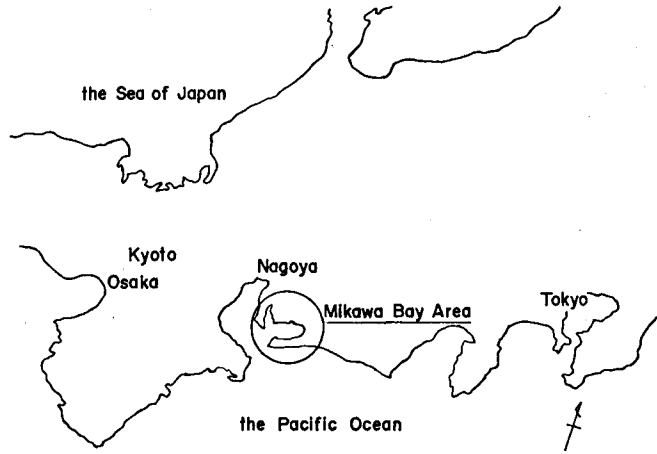 the Sea of Japan
Kyoto
Osaka
Nagoya
Mikawa Bay Area
Tokyo
the Pacific Ocean